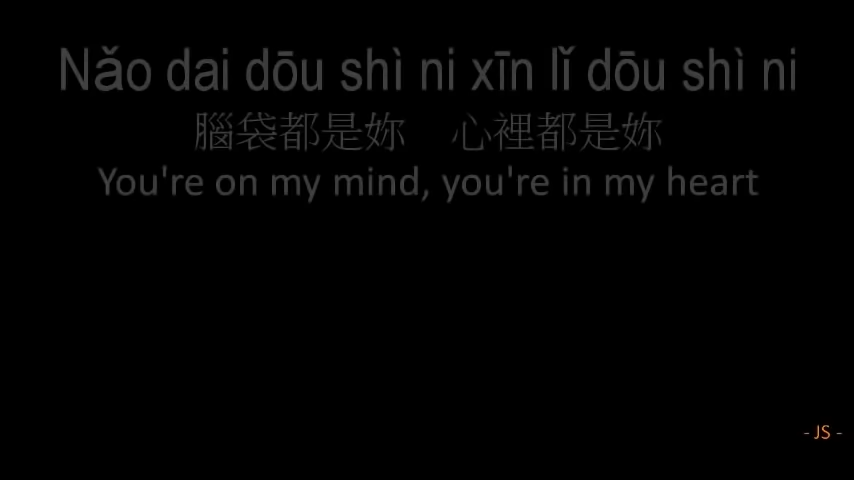 Nǎo dai dōu shì ni xīn lǐ dōu shì ni
腦袋都是妳 心裡都是妳
You're on my mind, you're in my heart
- JS -